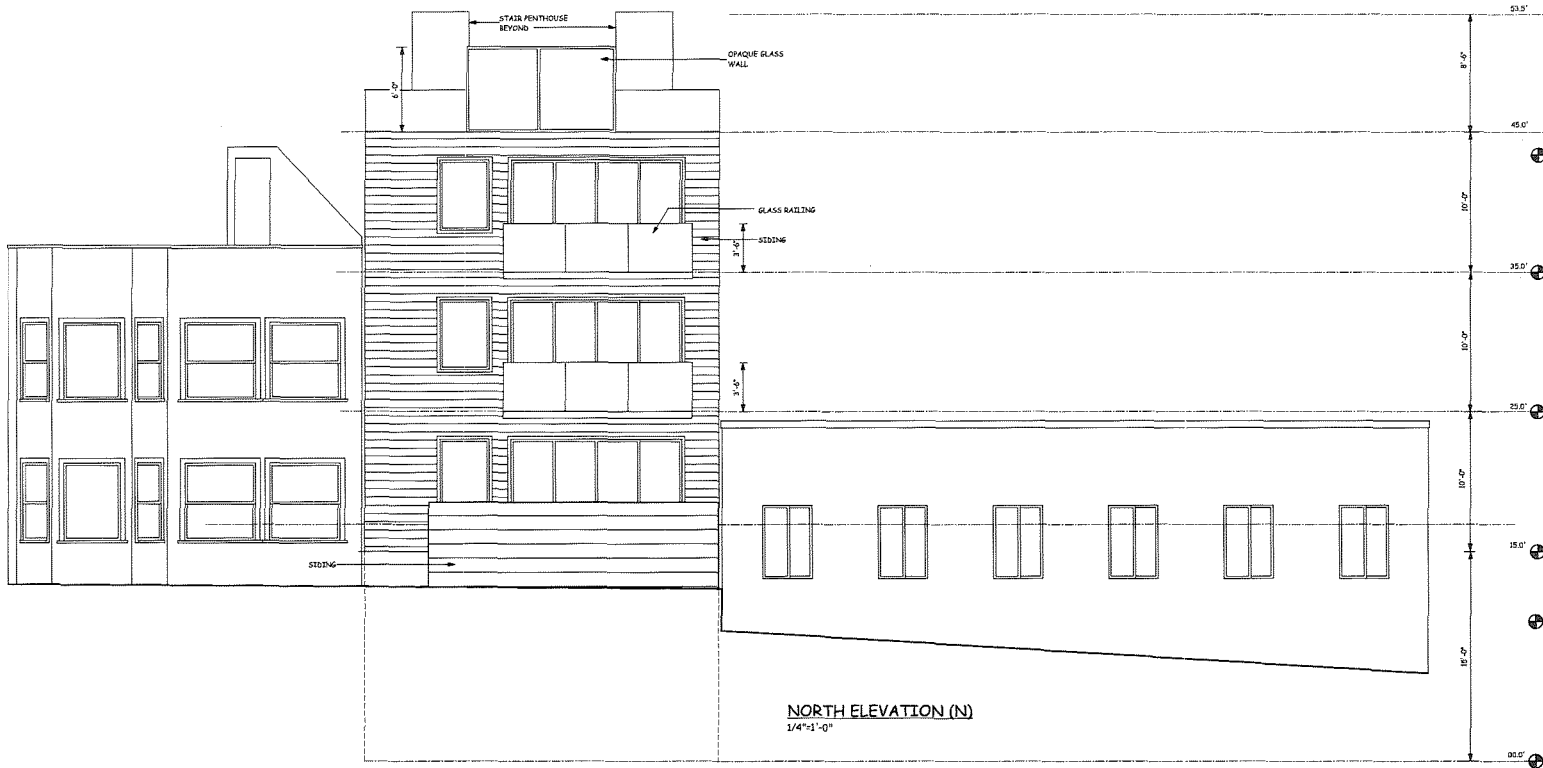 53.5'
STAIR PENTHOUSE
BEYOND
OPAQUE GLASS
WALL
8'-6"
6'-0"
45.0'
10'-0"
GLASS RAILING
SIDING
3'-6"
35.0'
10'-0"
3'-6"
25.0'
10'-0"
15.0'
SIDING
15'-0"
NORTH ELEVATION (N)
1/4"=1'-0"
00.0'